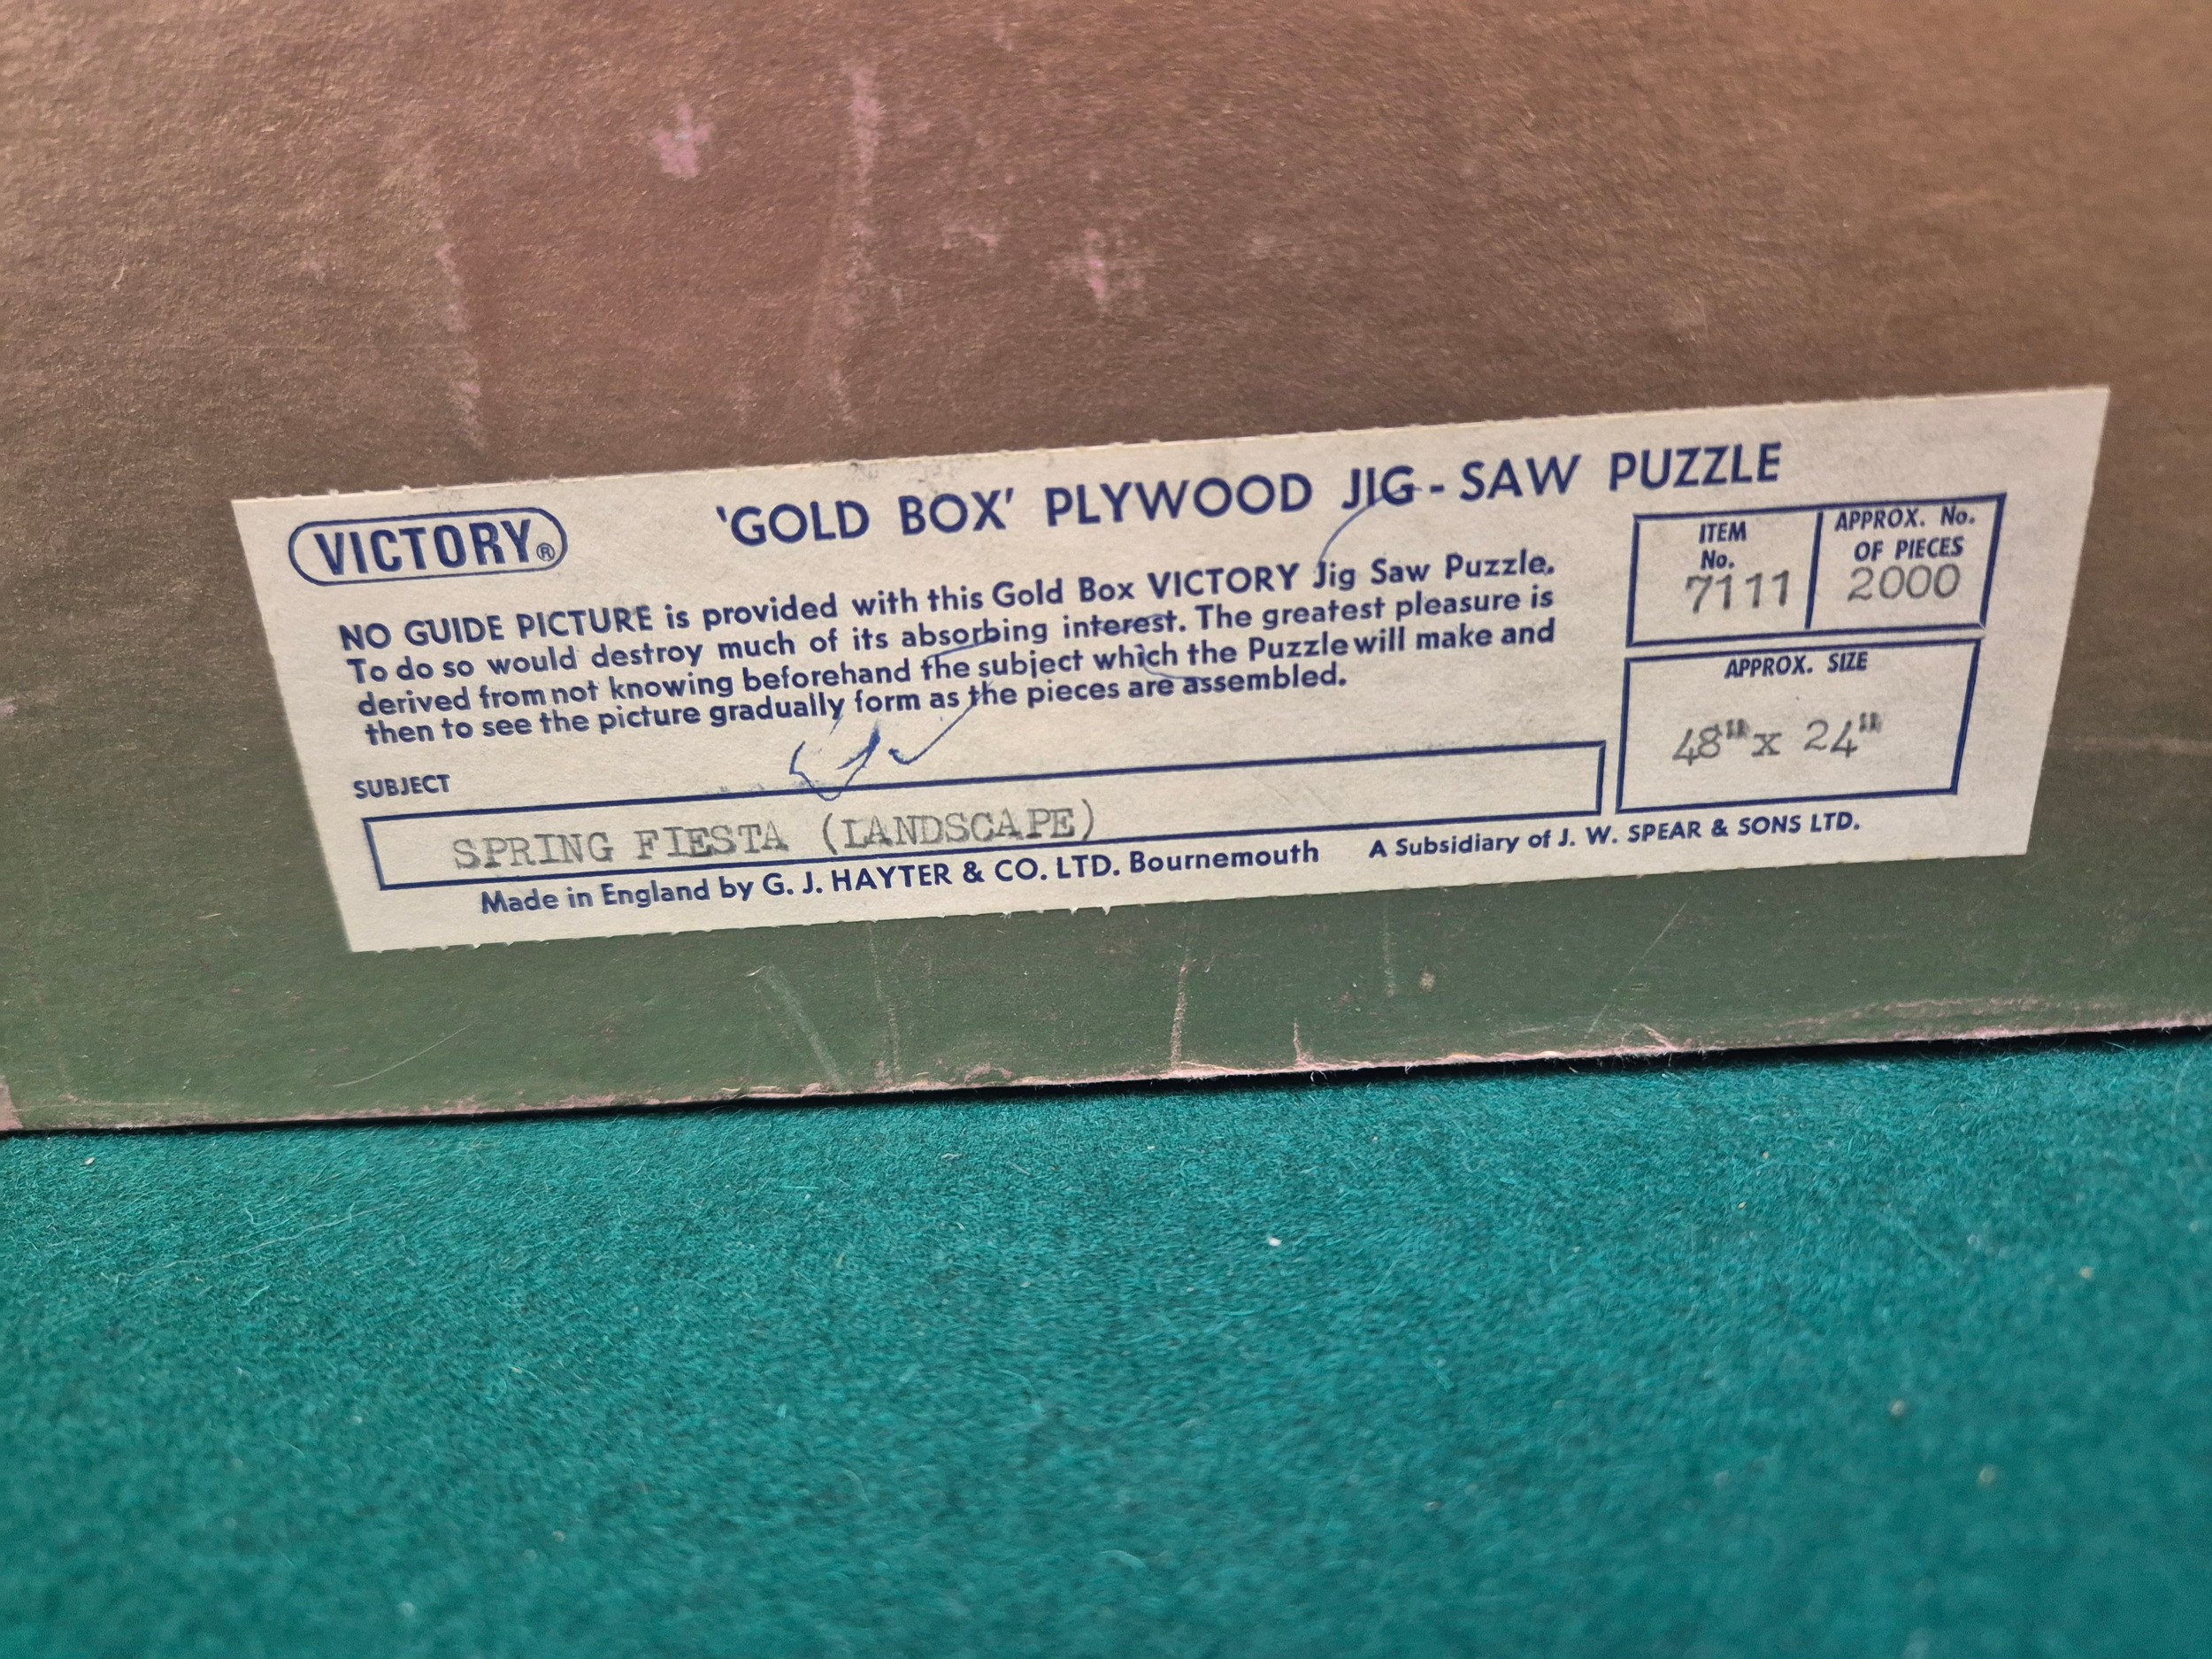 VICTORY®
'GOLD BOX' PLYWOOD JIG-SAW PUZZLE
NO GUIDE PICTURE is provided with this Gold Box VICTORY Jig Saw Puzzle.
To do so would destroy much of its absorbing interest. The greatest pleasure is
derived from not knowing beforehand the subject which the Puzzle will make and
then to see the picture gradually form as the pieces are assembled.
ITEM
No.
7111
APPROX. No.
OF PIECES
2000
APPROX. SIZE
48" x 24"
SUBJECT
SPRING FIESTA (LANDSCAPE)
Made in England by G. J. HAYTER & CO. LTD. Bournemouth A Subsidiary of J. W. SPEAR & SONS LTD.